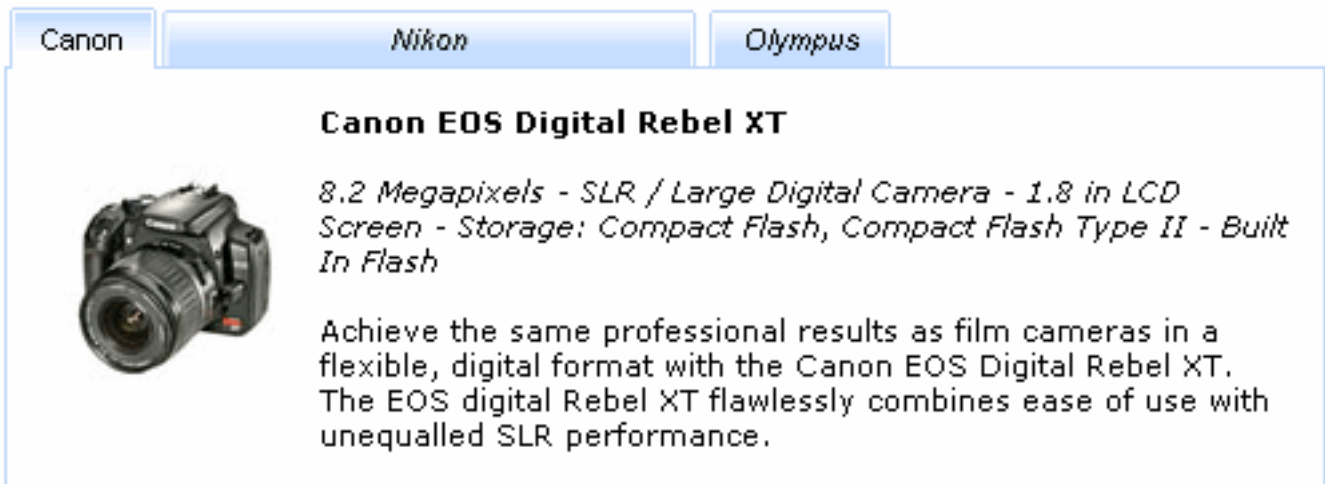 Canon Nikon Olympus
Canon EOS Digital Rebel XT
8.2 Megapixels - SLR / Large Digital Camera - 1.8 in LCD
Screen - Storage: Compact Flash, Compact Flash Type II - Built
In Flash
Achieve the same professional results as film cameras in a
flexible, digital format with the Canon EOS Digital Rebel XT.
The EOS digital Rebel XT flawlessly combines ease of use with
unequalled SLR performance.